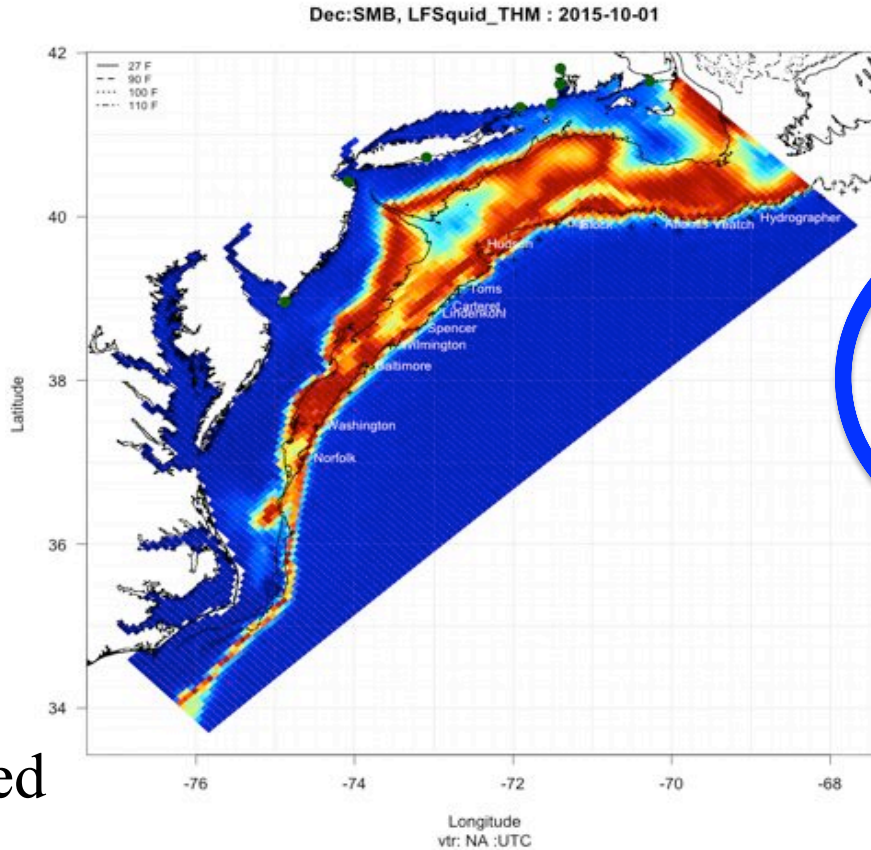 Dec:SMB, LFSquid_THM : 2015-10-01
42
27 F
90 F
100 F
110 F
40
38
36
34
Latitude
Hydrographer
Veatch
Block
Hudson
Toms
Carteret
Lindenkohl
Spencer
Wilmington
Baltimore
Washington
Norfolk
-76
-74
-72
-70
-68
Longitude
vtr: NA :UTC
ed